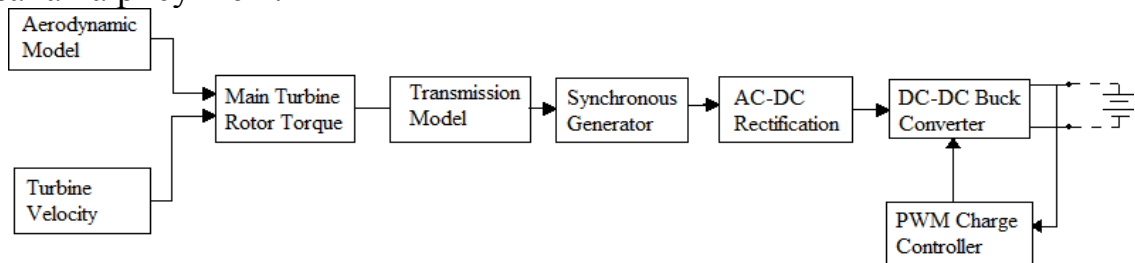 Aerodynamic
Model
Main Turbine
Rotor Torque
Transmission
Model
Synchronous
Generator
AC-DC
Rectification
DC-DC Buck
Converter
Turbine
Velocity
PWM Charge
Controller